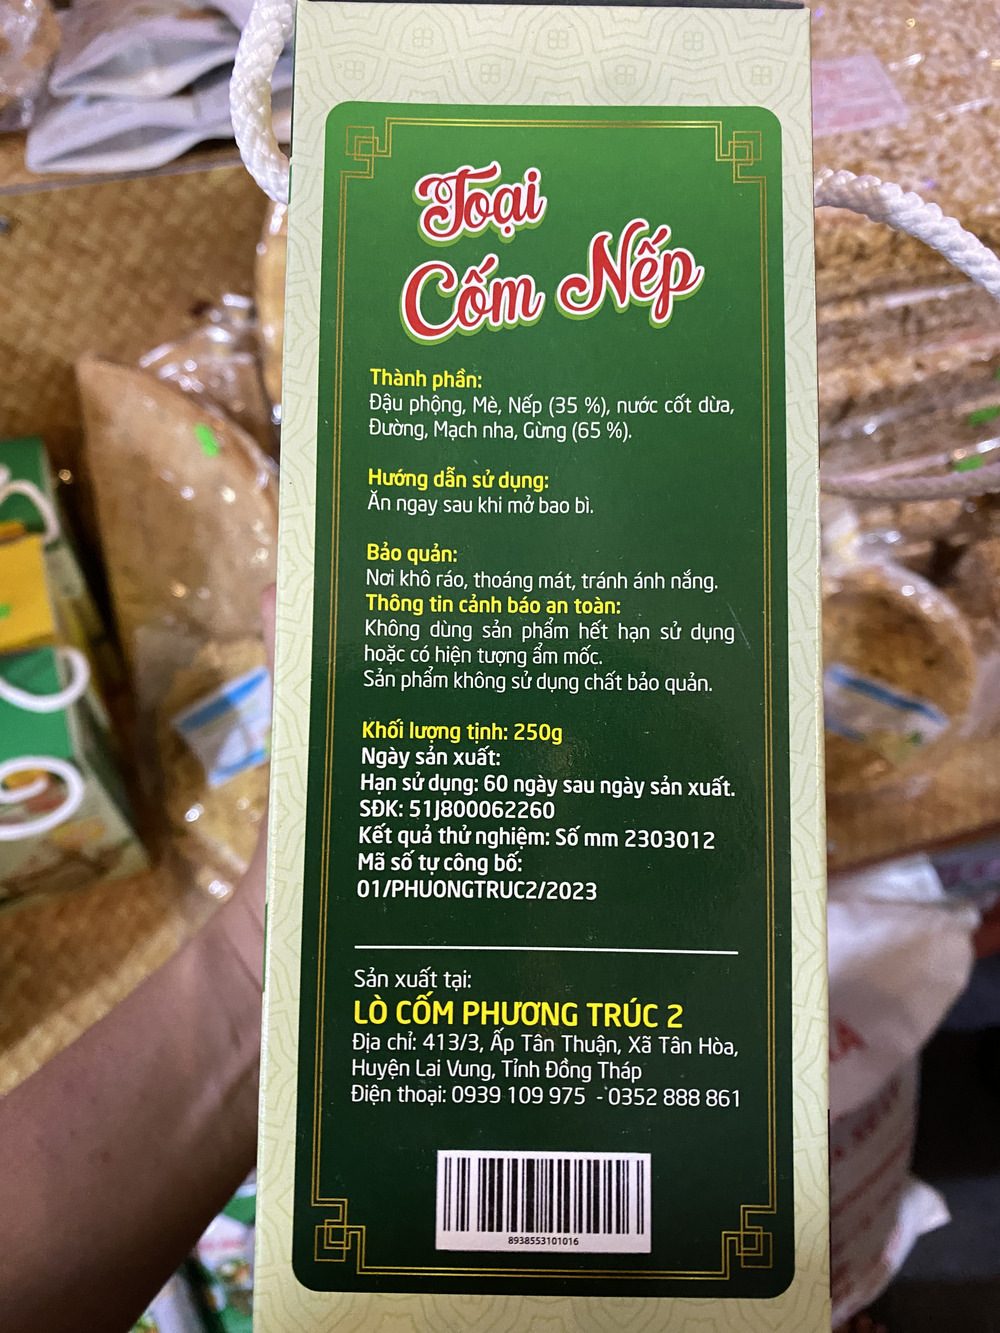 Toại
Cốm Nếp
Thành phần:
Đậu phộng, Mè, Nếp (35 %), nước cốt dừa,
Đường, Mạch nha, Gừng (65 %).
Hướng dẫn sử dụng:
Ăn ngay sau khi mở bao bì.
Bảo quản:
Nơi khô ráo, thoáng mát, tránh ánh nắng.
Thông tin cảnh báo an toàn:
Không dùng sản phẩm hết hạn sử dụng
hoặc có hiện tượng ẩm mốc.
Sản phẩm không sử dụng chất bảo quản.
Khối lượng tịnh: 250g
Ngày sản xuất:
Hạn sử dụng: 60 ngày sau ngày sản xuất.
SĐK: 51J800062260
Kết quả thử nghiệm: Số mm 2303012
Mã số tự công bố:
01/PHUONGTRUC2/2023
Sản xuất tại:
LÒ CỐM PHƯƠNG TRÚC 2
Địa chỉ: 413/3, Ấp Tân Thuận, Xã Tân Hòa,
Huyện Lai Vung, Tỉnh Đồng Tháp
Điện thoại: 0939 109 975 - 0352 888 861
8938553101016